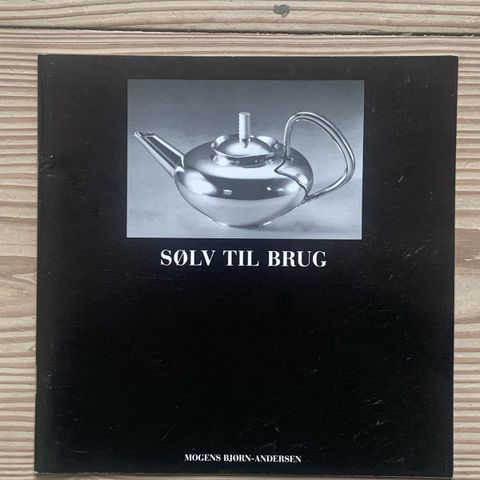 SØLV TIL BRUG
MOGENS BJØRN-ANDERSEN